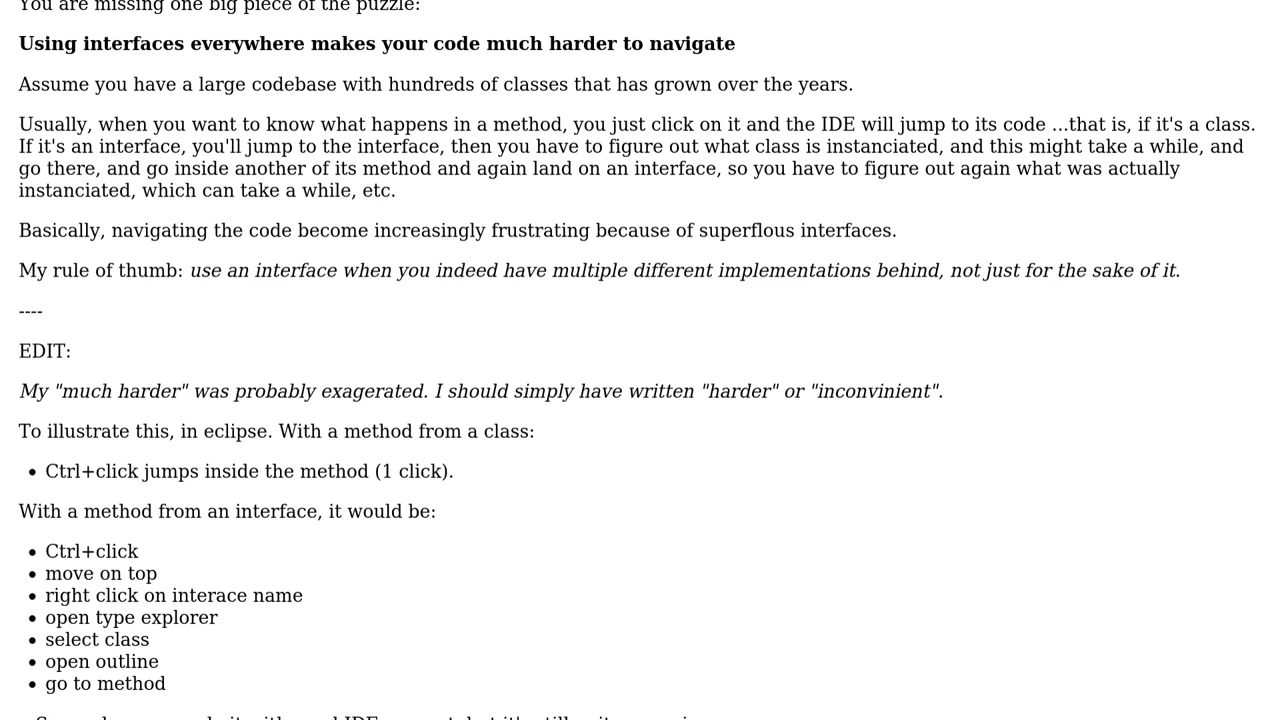 You are missing one big piece of the puzzle:
Using interfaces everywhere makes your code much harder to navigate
Assume you have a large codebase with hundreds of classes that has grown over the years.
Usually, when you want to know what happens in a method, you just click on it and the IDE will jump to its code ...that is, if it's a class.
If it's an interface, you'll jump to the interface, then you have to figure out what class is instanciated, and this might take a while, and
go there, and go inside another of its method and again land on an interface, so you have to figure out again what was actually
instanciated, which can take a while, etc.
Basically, navigating the code become increasingly frustrating because of superflous interfaces.
My rule of thumb: use an interface when you indeed have multiple different implementations behind, not just for the sake of it.
----
EDIT:
My "much harder" was probably exagerated. I should simply have written "harder" or "inconvinient".
To illustrate this, in eclipse. With a method from a class:
• Ctrl+click jumps inside the method (1 click).
With a method from an interface, it would be:
• Ctrl+click
• move on top
• right click on interace name
• open type explorer
• select class
• open outline
• go to method